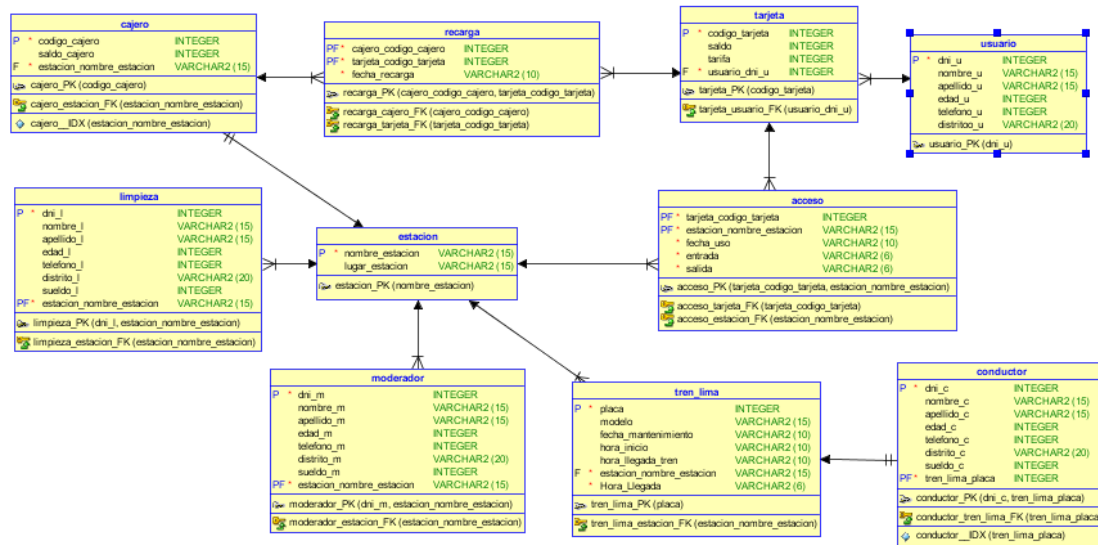 cajero
P * codigo_cajero INTEGER
saldo_cajero INTEGER
F * estacion_nombre_estacion VARCHAR2 (15)
cajero_PK (codigo_cajero)
cajero_estacion_FK (estacion_nombre_estacion)
cajero__IDX (estacion_nombre_estacion)
recarga
PF * cajero_codigo_cajero INTEGER
PF * tarjeta_codigo_tarjeta INTEGER
* fecha_recarga VARCHAR2 (10)
recarga_PK (cajero_codigo_cajero, tarjeta_codigo_tarjeta)
recarga_cajero_FK (cajero_codigo_cajero)
recarga_tarjeta_FK (tarjeta_codigo_tarjeta)
tarjeta
P * codigo_tarjeta INTEGER
saldo INTEGER
tarifa INTEGER
F * usuario_dni_u INTEGER
tarjeta_PK (codigo_tarjeta)
tarjeta_usuario_FK (usuario_dni_u)
usuario
P * dni_u INTEGER
nombre_u VARCHAR2 (15)
apellido_u VARCHAR2 (15)
edad_u INTEGER
telefono_u INTEGER
distritoo_u VARCHAR2 (20)
usuario_PK (dni_u)
limpieza
P * dni_l INTEGER
nombre_l VARCHAR2 (15)
apellido_l VARCHAR2 (15)
edad_l INTEGER
telefono_l INTEGER
distrito_l VARCHAR2 (20)
sueldo_l INTEGER
PF * estacion_nombre_estacion VARCHAR2 (15)
limpieza_PK (dni_l, estacion_nombre_estacion)
limpieza_estacion_FK (estacion_nombre_estacion)
estacion
P * nombre_estacion VARCHAR2 (15)
lugar_estacion VARCHAR2 (15)
estacion_PK (nombre_estacion)
acceso
PF * tarjeta_codigo_tarjeta INTEGER
PF * estacion_nombre_estacion VARCHAR2 (15)
* fecha_uso VARCHAR2 (10)
* entrada VARCHAR2 (6)
* salida VARCHAR2 (6)
acceso_PK (tarjeta_codigo_tarjeta, estacion_nombre_estacion)
acceso_tarjeta_FK (tarjeta_codigo_tarjeta)
acceso_estacion_FK (estacion_nombre_estacion)
moderador
P * dni_m INTEGER
nombre_m VARCHAR2 (15)
apellido_m VARCHAR2 (15)
edad_m INTEGER
telefono_m INTEGER
distrito_m VARCHAR2 (20)
sueldo_m INTEGER
PF * estacion_nombre_estacion VARCHAR2 (15)
moderador_PK (dni_m, estacion_nombre_estacion)
moderador_estacion_FK (estacion_nombre_estacion)
tren_lima
P * placa INTEGER
modelo VARCHAR2 (15)
fecha_mantenimiento VARCHAR2 (10)
hora_inicio VARCHAR2 (10)
hora_llegada_tren VARCHAR2 (10)
F * estacion_nombre_estacion VARCHAR2 (15)
* Hora_Llegada VARCHAR2 (6)
tren_lima_PK (placa)
tren_lima_estacion_FK (estacion_nombre_estacion)
conductor
P * dni_c INTEGER
nombre_c VARCHAR2 (15)
apellido_c VARCHAR2 (15)
edad_c INTEGER
telefono_c INTEGER
distrito_c VARCHAR2 (20)
sueldo_c INTEGER
PF * tren_lima_placa INTEGER
conductor_PK (dni_c, tren_lima_placa)
conductor_tren_lima_FK (tren_lima_placa)
conductor__IDX (tren_lima_placa)